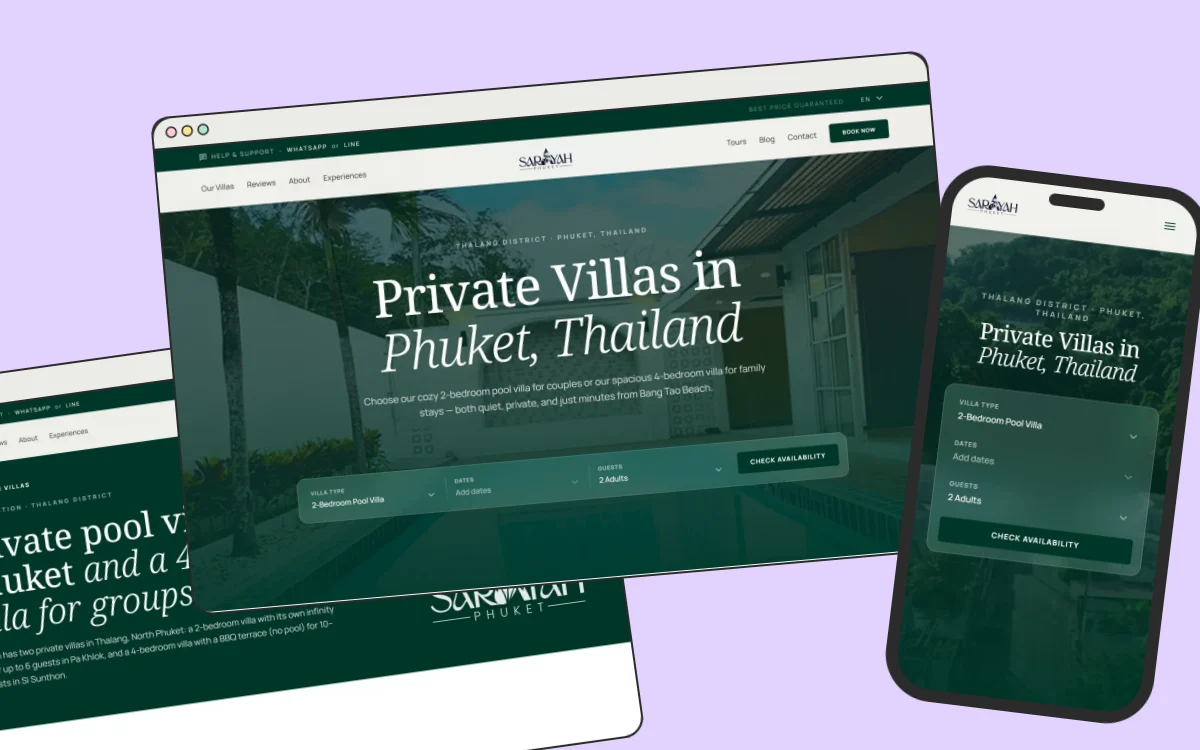 BEST PRICE GUARANTEED EN
HELP & SUPPORT · WHATSAPP or LINE
Our Villas Reviews About Experiences
SARAYAH
PHUKET
Tours Blog Contact BOOK NOW
THALANG DISTRICT · PHUKET, THAILAND
Private Villas in
Phuket, Thailand
Choose our cozy 2-bedroom pool villa for couples or our spacious 4-bedroom villa for family
stays — both quiet, private, and just minutes from Bang Tao Beach.
VILLA TYPE
2-Bedroom Pool Villa
DATES
Add dates
GUESTS
2 Adults
CHECK AVAILABILITY
SARAYAH
PHUKET
THALANG DISTRICT · PHUKET,
THAILAND
Private Villas in
Phuket, Thailand
VILLA TYPE
2-Bedroom Pool Villa
DATES
Add dates
GUESTS
2 Adults
CHECK AVAILABILITY
WHATSAPP or LINE
About Experiences
VILLAS
THALANG DISTRICT
pool
and a 4
for groups
has two private villas in Thalang, North Phuket: a 2-bedroom villa with its own infinity
up to 6 guests in Pa Khlok, and a 4-bedroom villa with a BBQ terrace (no pool) for 10–
in Si Sunthon.
SARAYAH
PHUKET